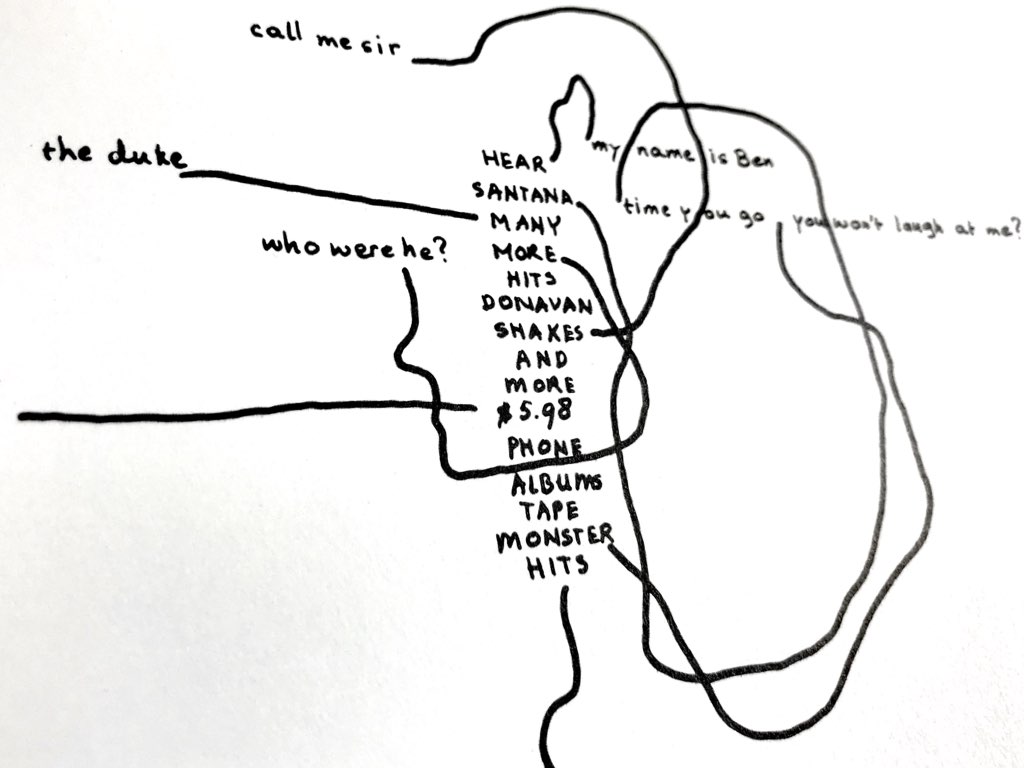 call me sir
the duke
who were he?
HEAR
SANTANA
MANY
MORE
HITS
DONAVAN
SHAKES
AND
MORE
$5.98
PHONE
ALBUMS
TAPE
MONSTER
HITS
my name is Ben
time you go you won't laugh at me?